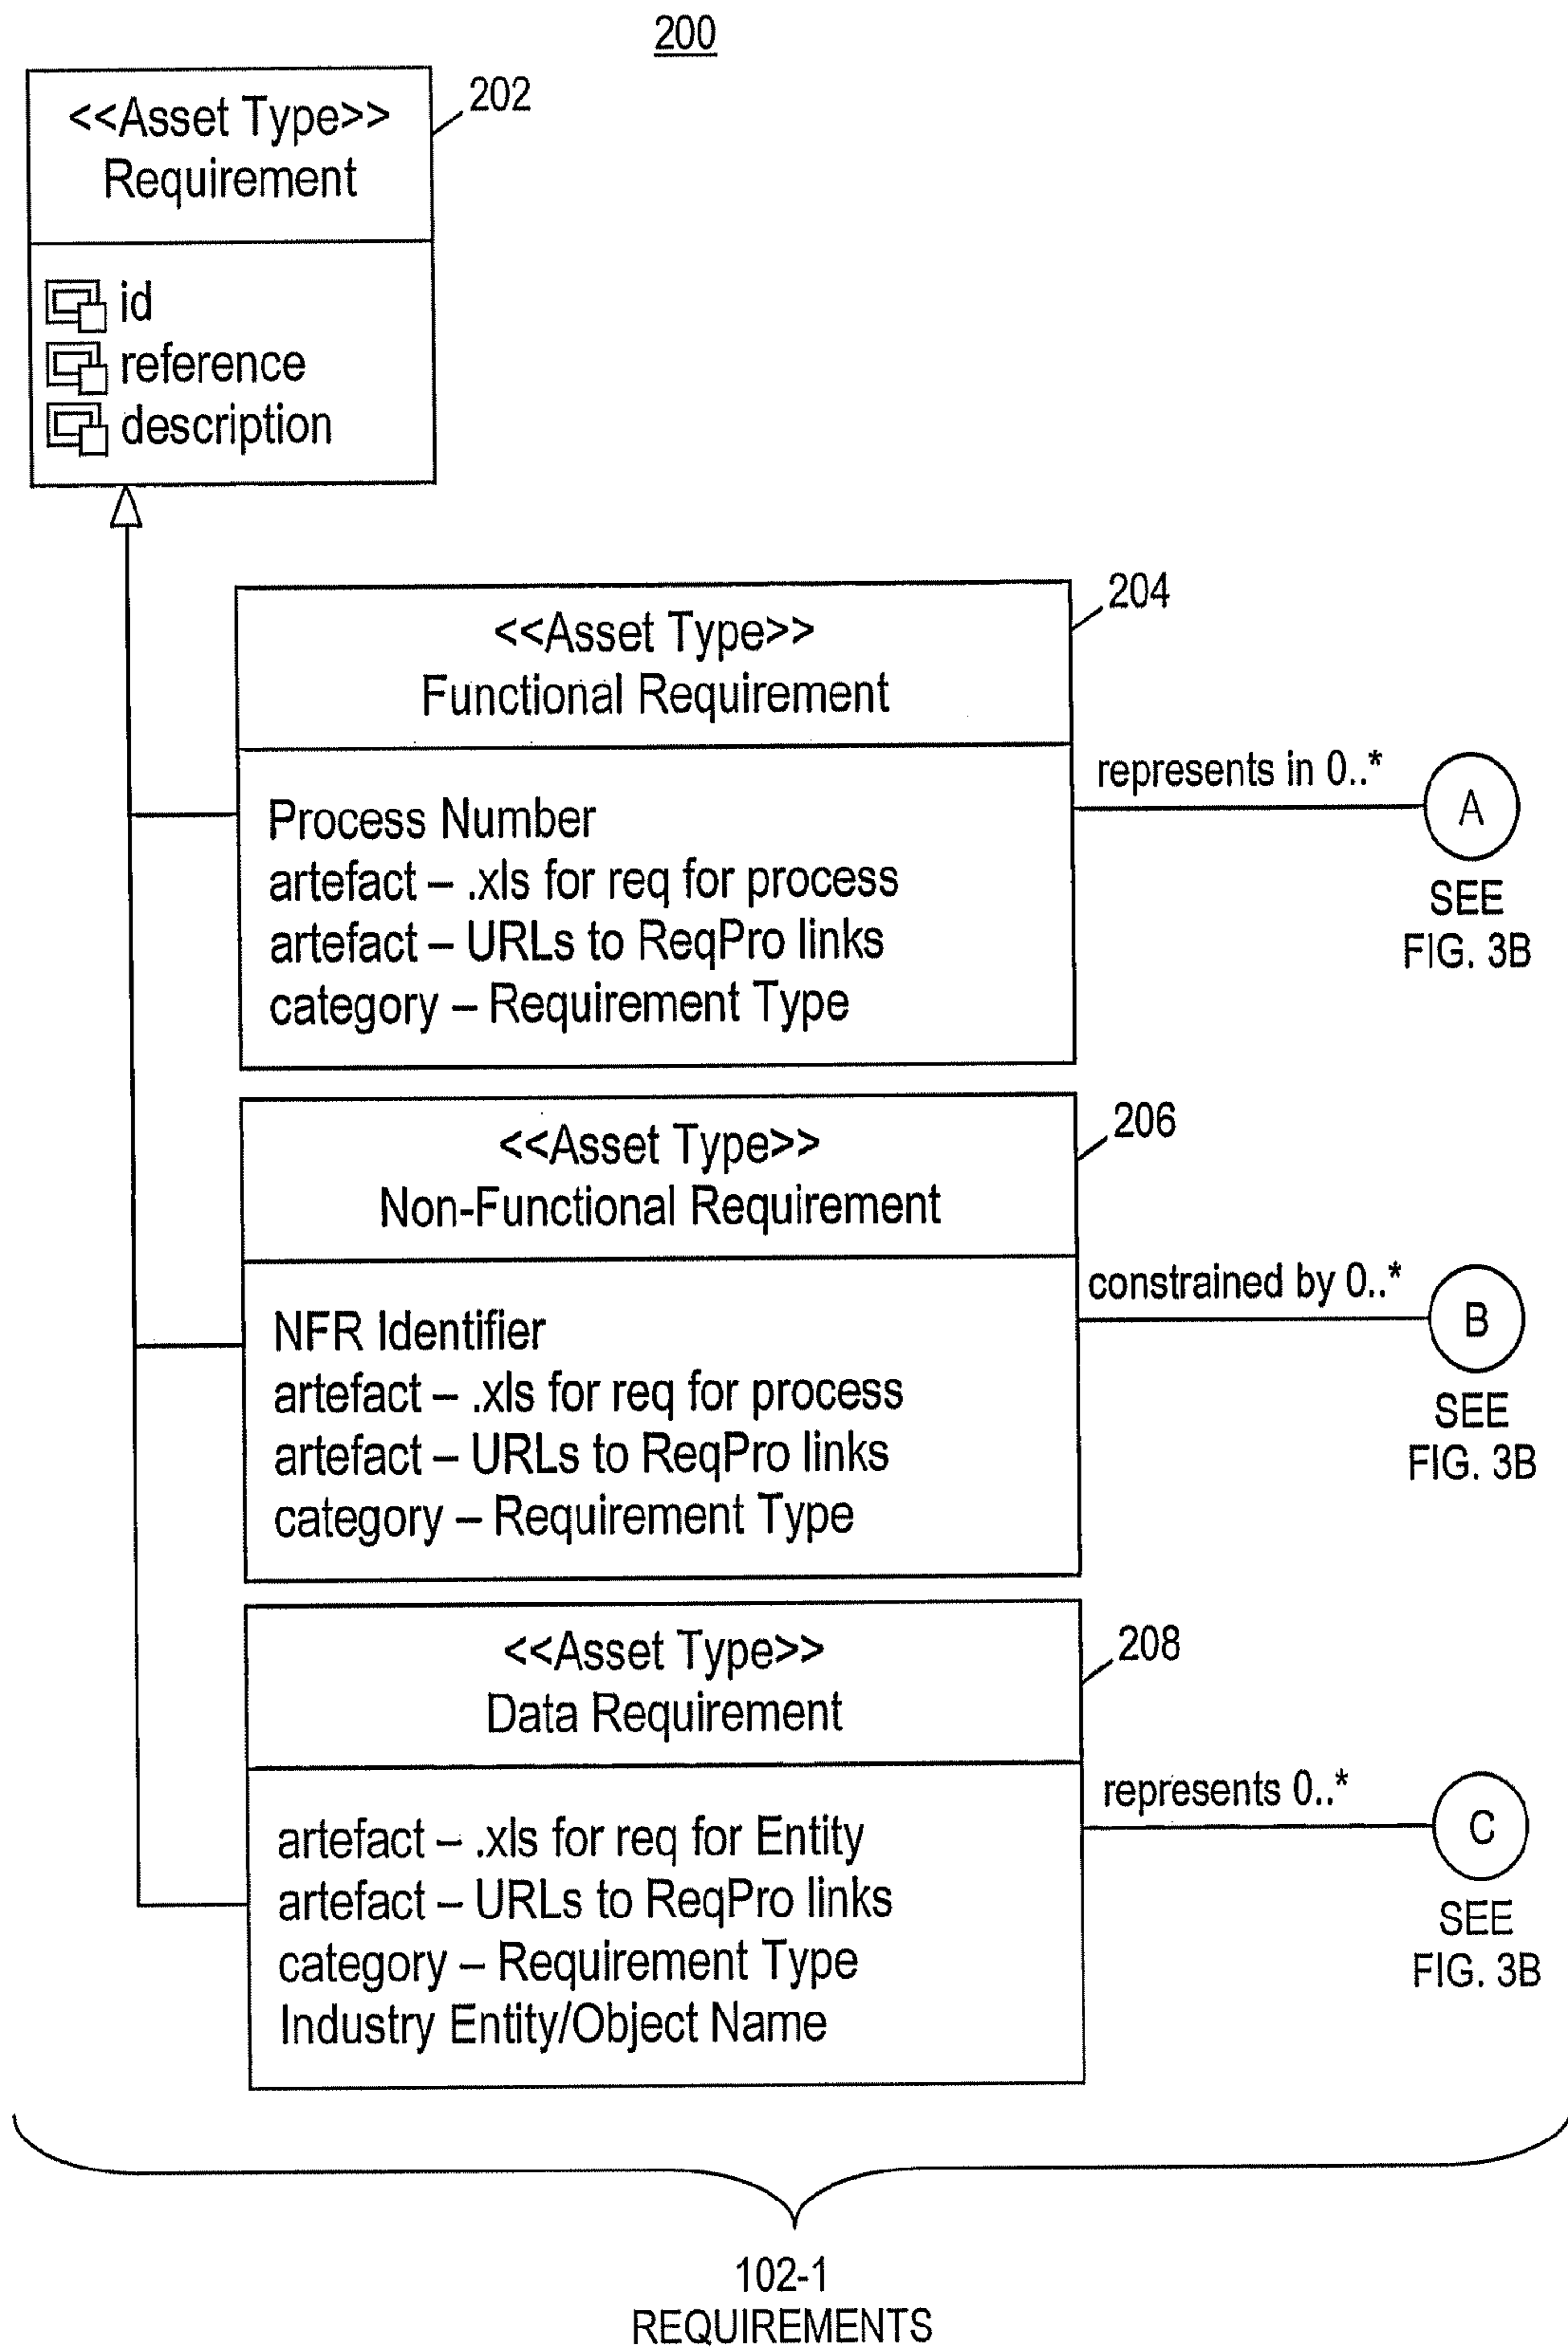 200
<<Asset Type>>
Requirement
202
id
reference
description
<<Asset Type>>
Functional Requirement
204
Process Number
artefact – .xls for req for process
artefact – URLs to ReqPro links
category – Requirement Type
represents in 0..*
A
SEE
FIG. 3B
<<Asset Type>>
Non-Functional Requirement
206
NFR Identifier
artefact – .xls for req for process
artefact – URLs to ReqPro links
category – Requirement Type
constrained by 0..*
B
SEE
FIG. 3B
<<Asset Type>>
Data Requirement
208
artefact – .xls for req for Entity
artefact – URLs to ReqPro links
category – Requirement Type
Industry Entity/Object Name
represents 0..*
C
SEE
FIG. 3B
102-1
REQUIREMENTS